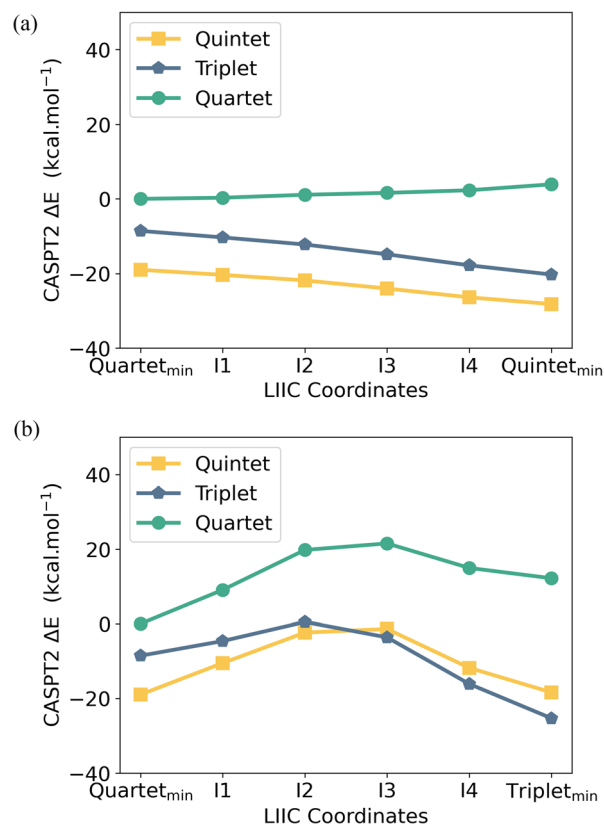 (a)
40
20
0
−20
−40
CASPT2 ΔE (kcal.mol⁻¹)
Quintet
Triplet
Quartet
Quartetₘᵢₙ I1 I2 I3 I4 Quintetₘᵢₙ
LIIC Coordinates
(b)
40
20
0
−20
−40
CASPT2 ΔE (kcal.mol⁻¹)
Quintet
Triplet
Quartet
Quartetₘᵢₙ I1 I2 I3 I4 Tripletₘᵢₙ
LIIC Coordinates